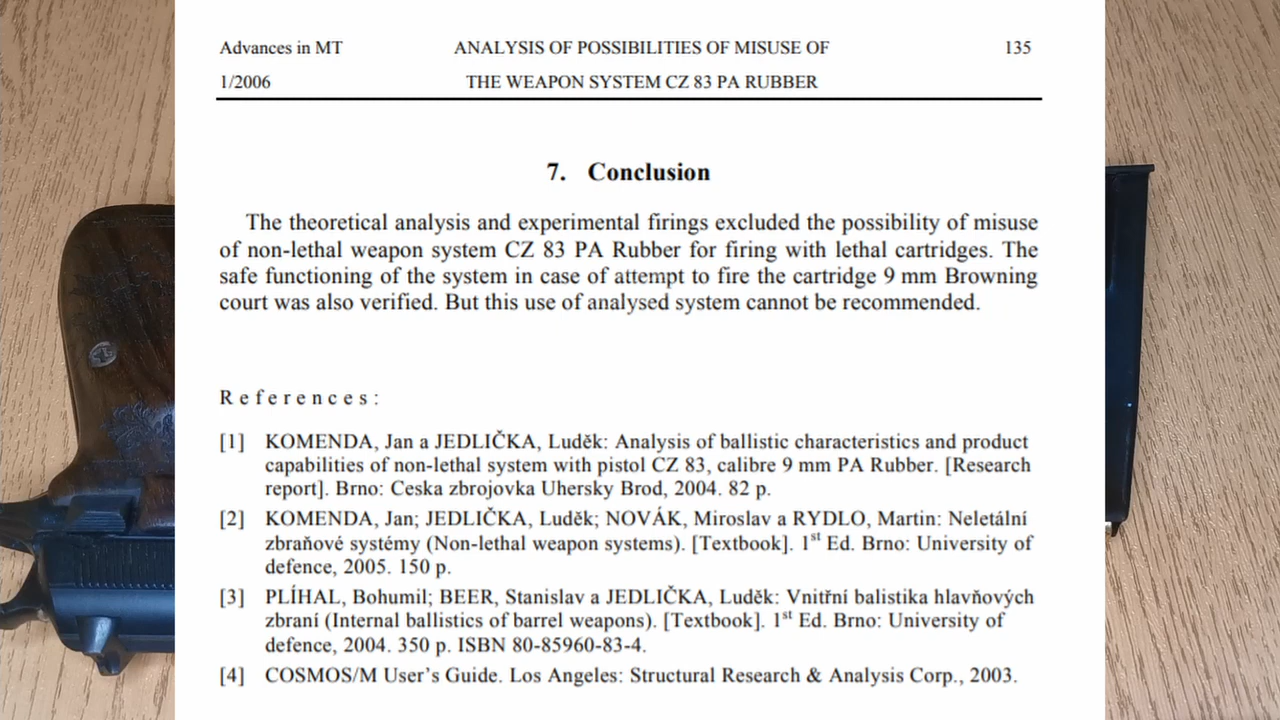 Advances in MT ANALYSIS OF POSSIBILITIES OF MISUSE OF 135
1/2006 THE WEAPON SYSTEM CZ 83 PA RUBBER
7. Conclusion
The theoretical analysis and experimental firings excluded the possibility of misuse
of non-lethal weapon system CZ 83 PA Rubber for firing with lethal cartridges. The
safe functioning of the system in case of attempt to fire the cartridge 9 mm Browning
court was also verified. But this use of analysed system cannot be recommended.
References:
[1] KOMENDA, Jan a JEDLIČKA, Luděk: Analysis of ballistic characteristics and product
capabilities of non-lethal system with pistol CZ 83, calibre 9 mm PA Rubber. [Research
report]. Brno: Ceska zbrojovka Uhersky Brod, 2004. 82 p.
[2] KOMENDA, Jan; JEDLIČKA, Luděk; NOVÁK, Miroslav a RYDLO, Martin: Neletální
zbraňové systémy (Non-lethal weapon systems). [Textbook]. 1st Ed. Brno: University of
defence, 2005. 150 p.
[3] PLÍHAL, Bohumil; BEER, Stanislav a JEDLIČKA, Luděk: Vnitřní balistika hlavňových
zbraní (Internal ballistics of barrel weapons). [Textbook]. 1st Ed. Brno: University of
defence, 2004. 350 p. ISBN 80-85960-83-4.
[4] COSMOS/M User's Guide. Los Angeles: Structural Research & Analysis Corp., 2003.